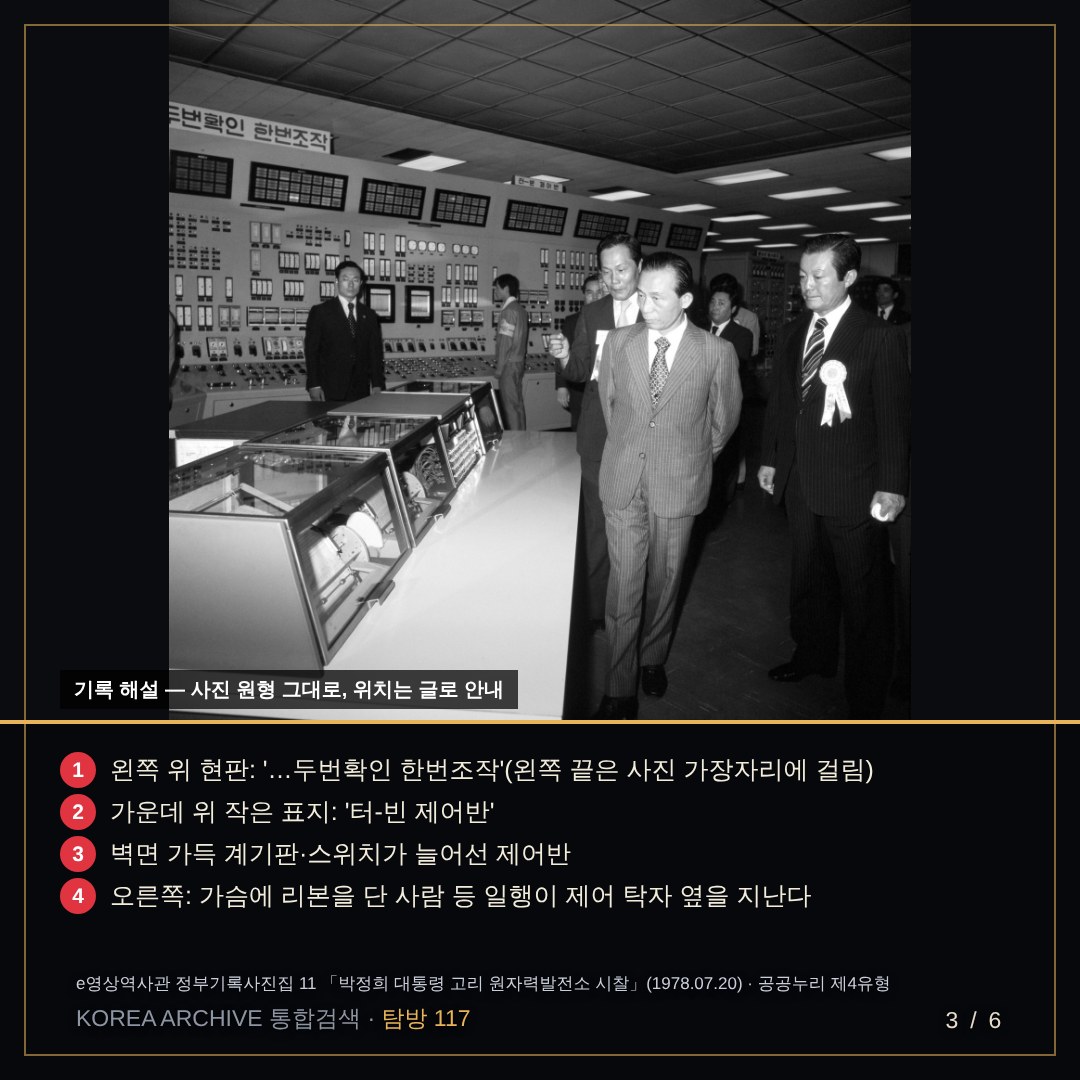 두번확인 한번조작
터-빈 제어반
기록 해설 — 사진 원형 그대로, 위치는 글로 안내
1 왼쪽 위 현판: '…두번확인 한번조작'(왼쪽 끝은 사진 가장자리에 걸림)
2 가운데 위 작은 표지: '터-빈 제어반'
3 벽면 가득 계기판·스위치가 늘어선 제어반
4 오른쪽: 가슴에 리본을 단 사람 등 일행이 제어 탁자 옆을 지난다
e영상역사관 정부기록사진집 11 「박정희 대통령 고리 원자력발전소 시찰」(1978.07.20) · 공공누리 제4유형
KOREA ARCHIVE 통합검색 · 탐방 117
3 / 6